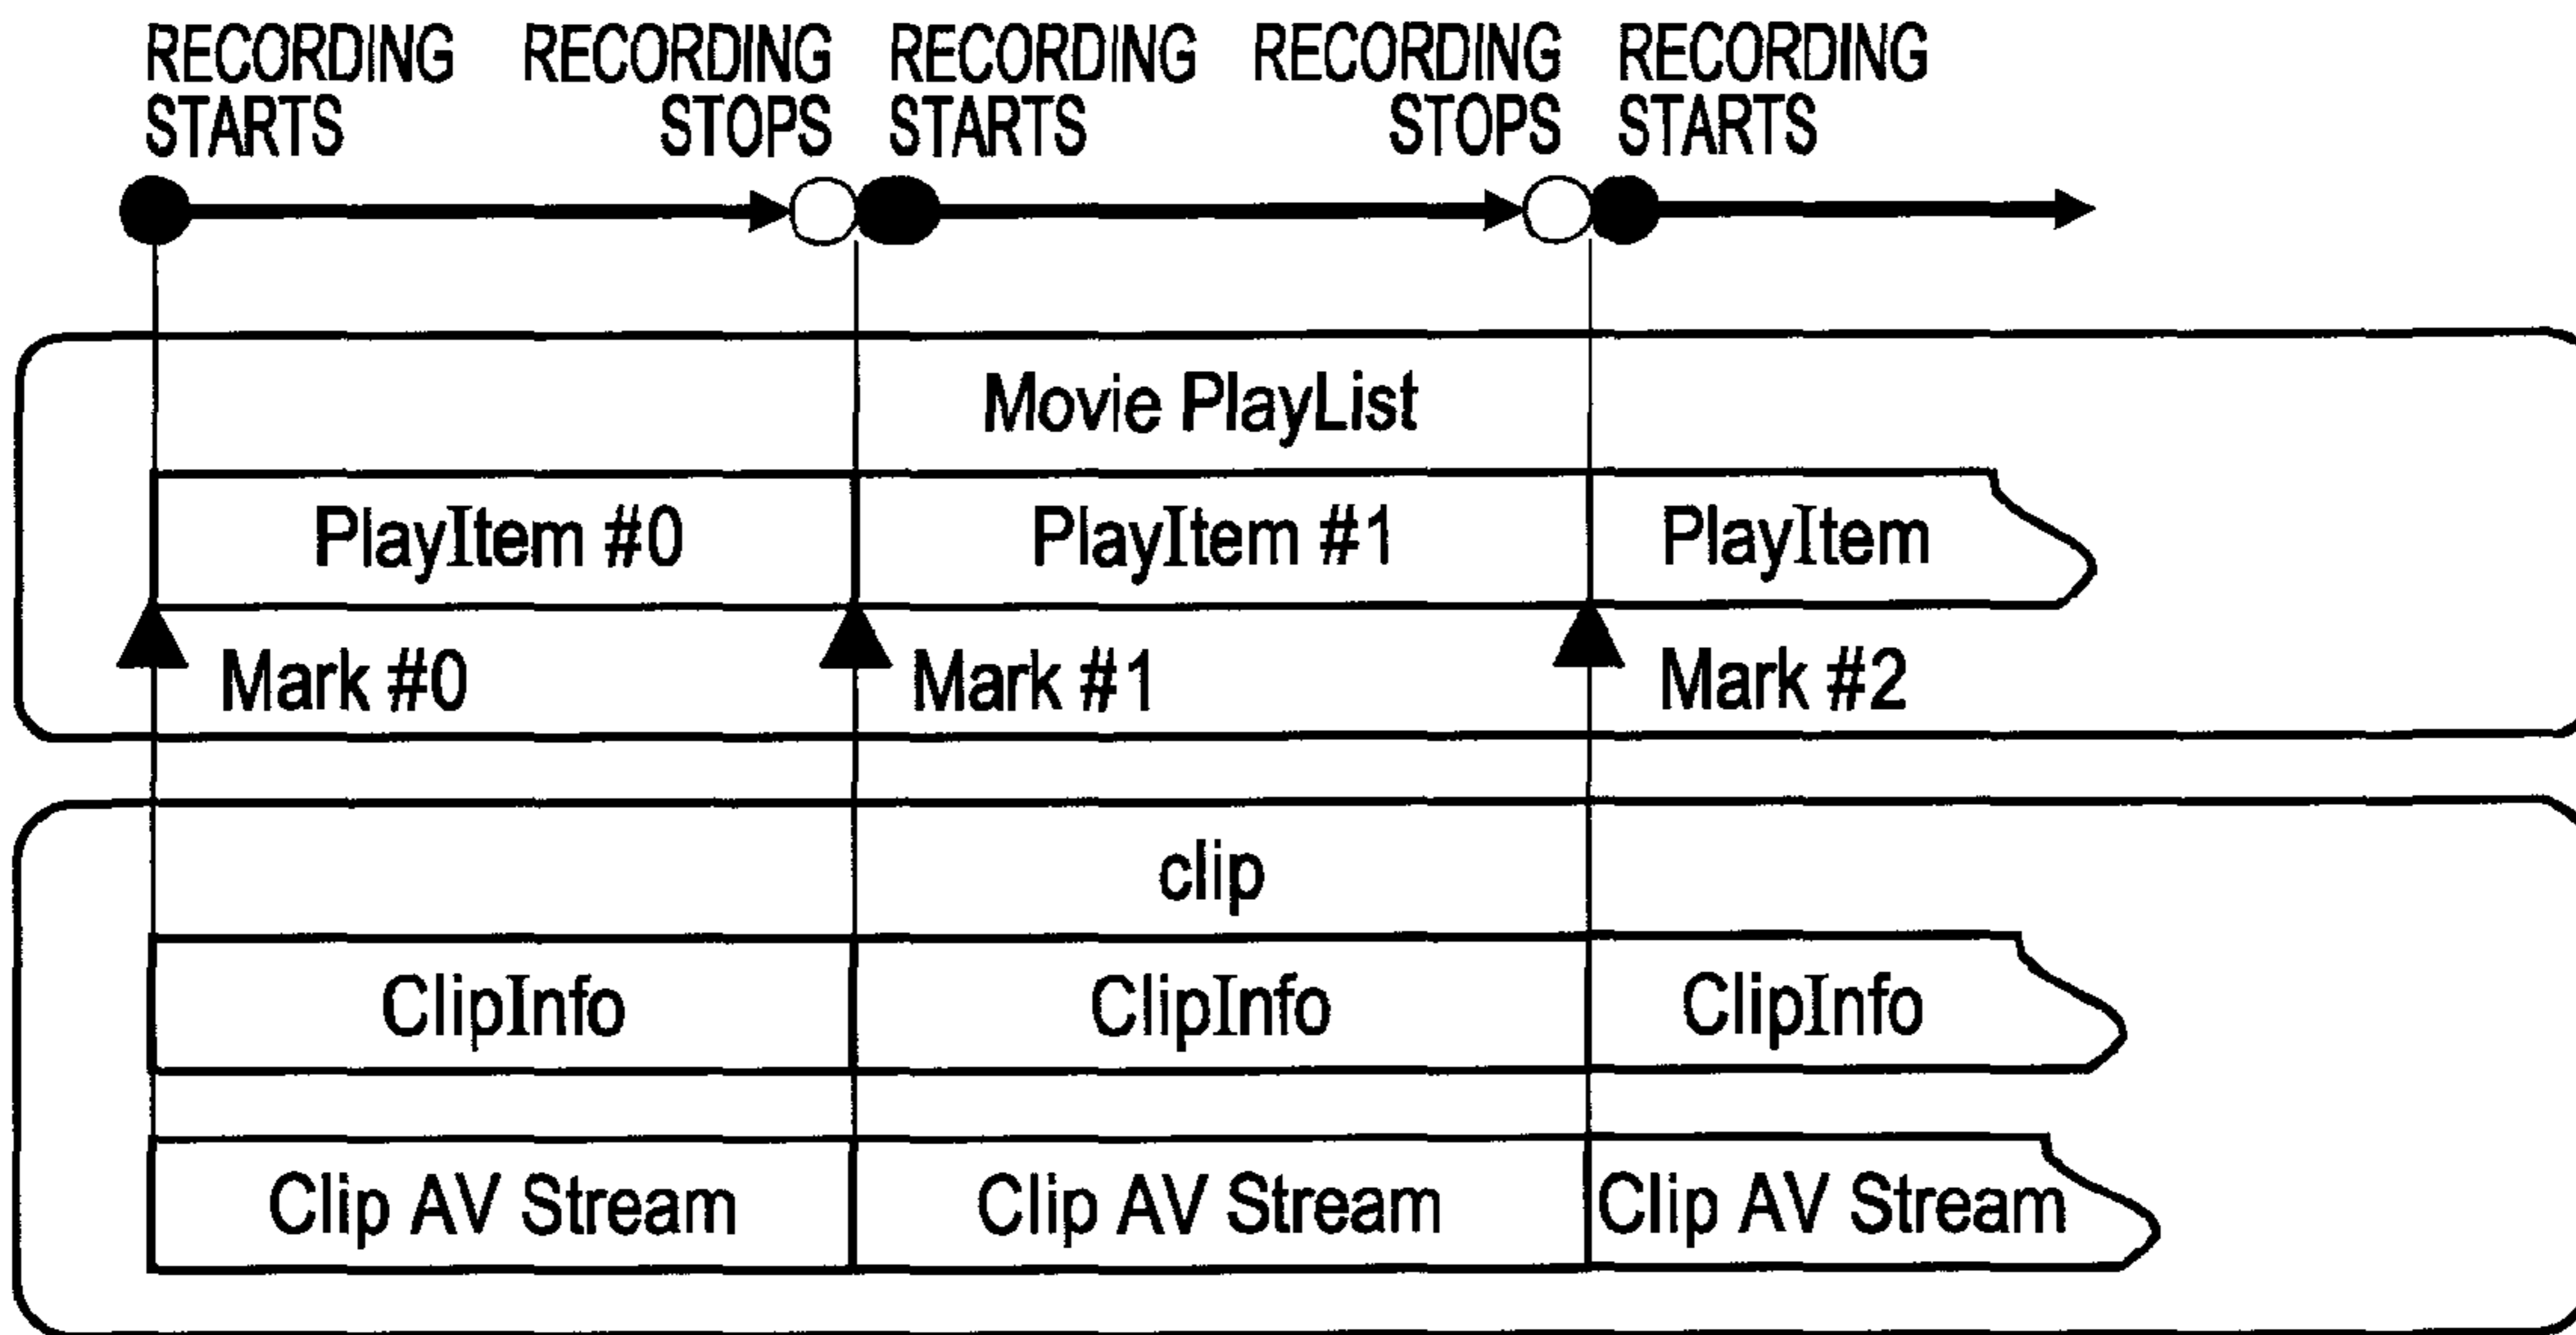 RECORDING STARTS
RECORDING STOPS
RECORDING STARTS
RECORDING STOPS
RECORDING STARTS
Movie PlayList
PlayItem #0
PlayItem #1
PlayItem
Mark #0
Mark #1
Mark #2
clip
ClipInfo
ClipInfo
ClipInfo
Clip AV Stream
Clip AV Stream
Clip AV Stream